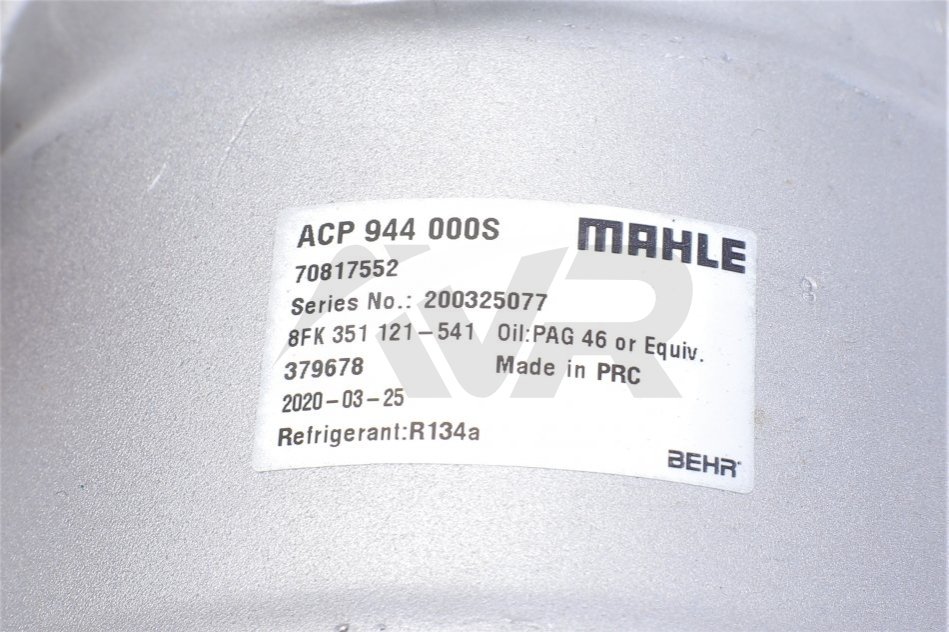 ACP 944 000S
MAHLE
70817552
Series No.: 200325077
8FK 351 121-541 Oil:PAG 46 or Equiv.
379678 Made in PRC
2020-03-25
Refrigerant:R134a
BEHR
VR